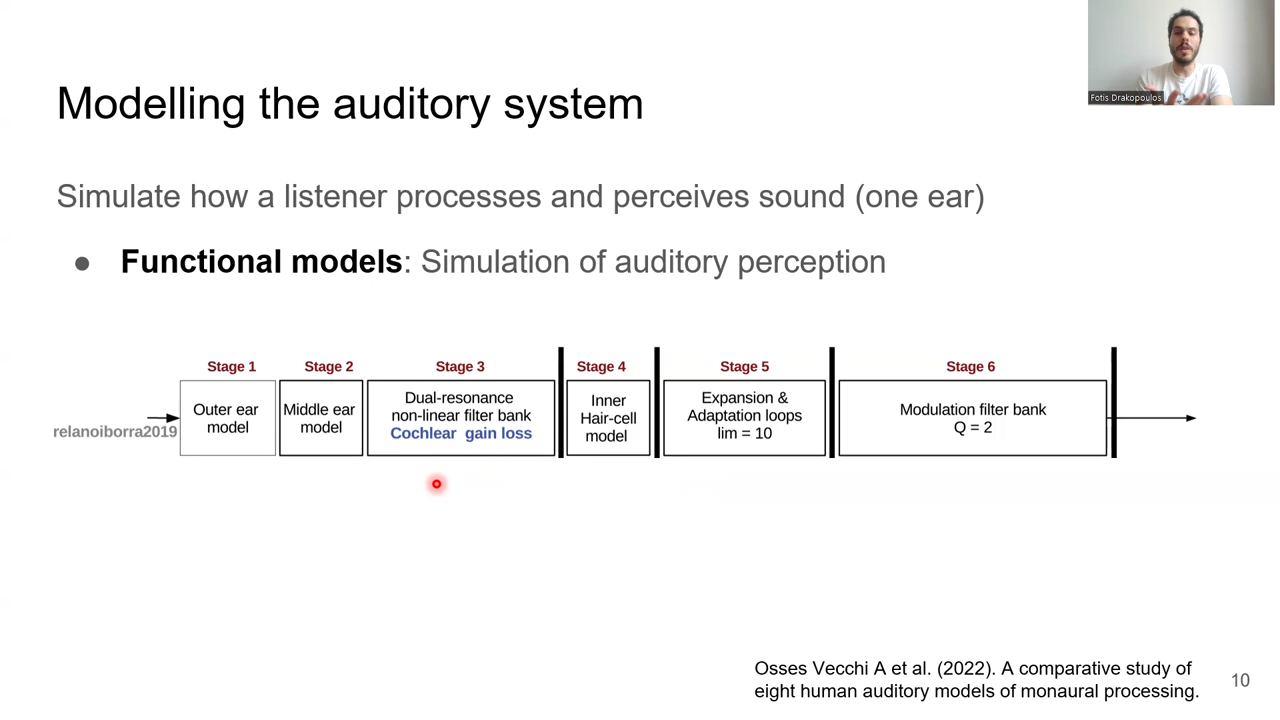 Fotis Drakopoulos
Modelling the auditory system
Simulate how a listener processes and perceives sound (one ear)
● Functional models: Simulation of auditory perception
relanoiborra2019
Stage 1
Outer ear
model
Stage 2
Middle ear
model
Stage 3
Dual-resonance
non-linear filter bank
Cochlear gain loss
Stage 4
Inner
Hair-cell
model
Stage 5
Expansion &
Adaptation loops
lim = 10
Stage 6
Modulation filter bank
Q = 2
Osses Vecchi A et al. (2022). A comparative study of
eight human auditory models of monaural processing.
10